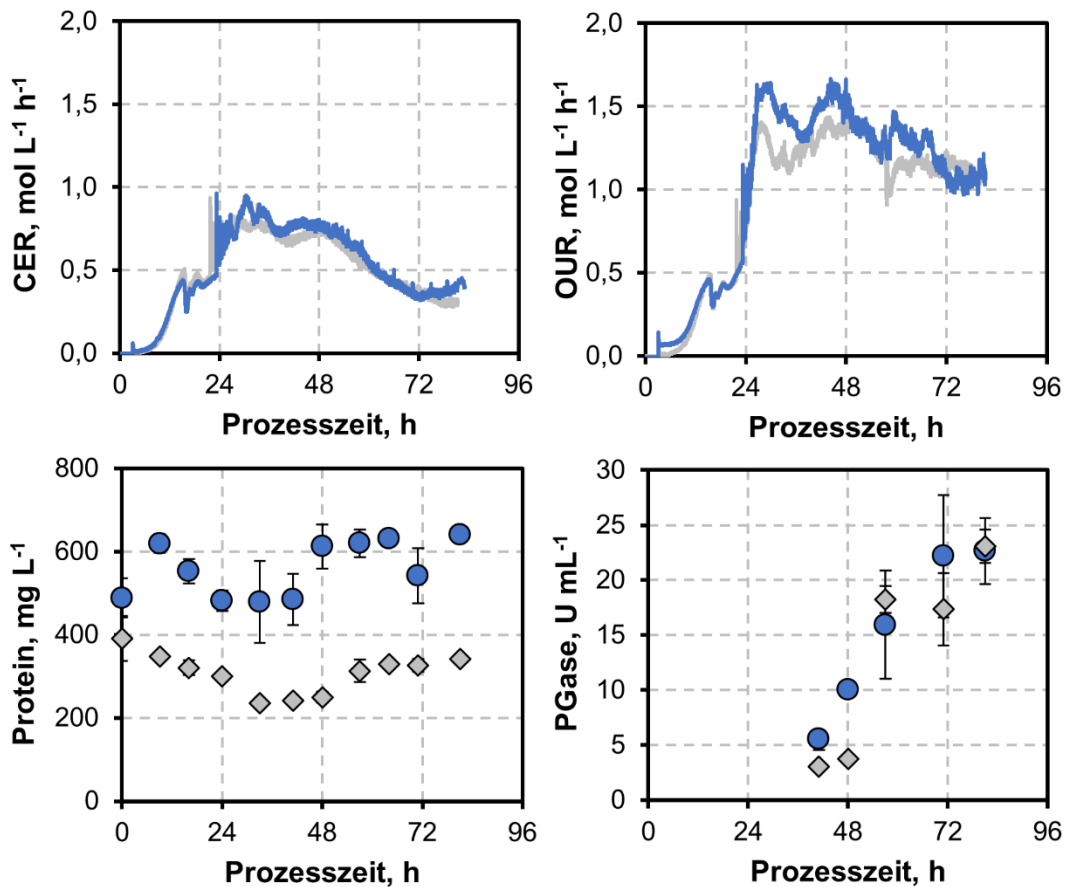 CER, mol L-1 h-1
2,0
1,5
1,0
0,5
0,0
0 24 48 72 96
Prozesszeit, h
OUR, mol L-1 h-1
2,0
1,5
1,0
0,5
0,0
0 24 48 72 96
Prozesszeit, h
Protein, mg L-1
800
600
400
200
0
0 24 48 72 96
Prozesszeit, h
PGase, U mL-1
30
25
20
15
10
5
0
0 24 48 72 96
Prozesszeit, h